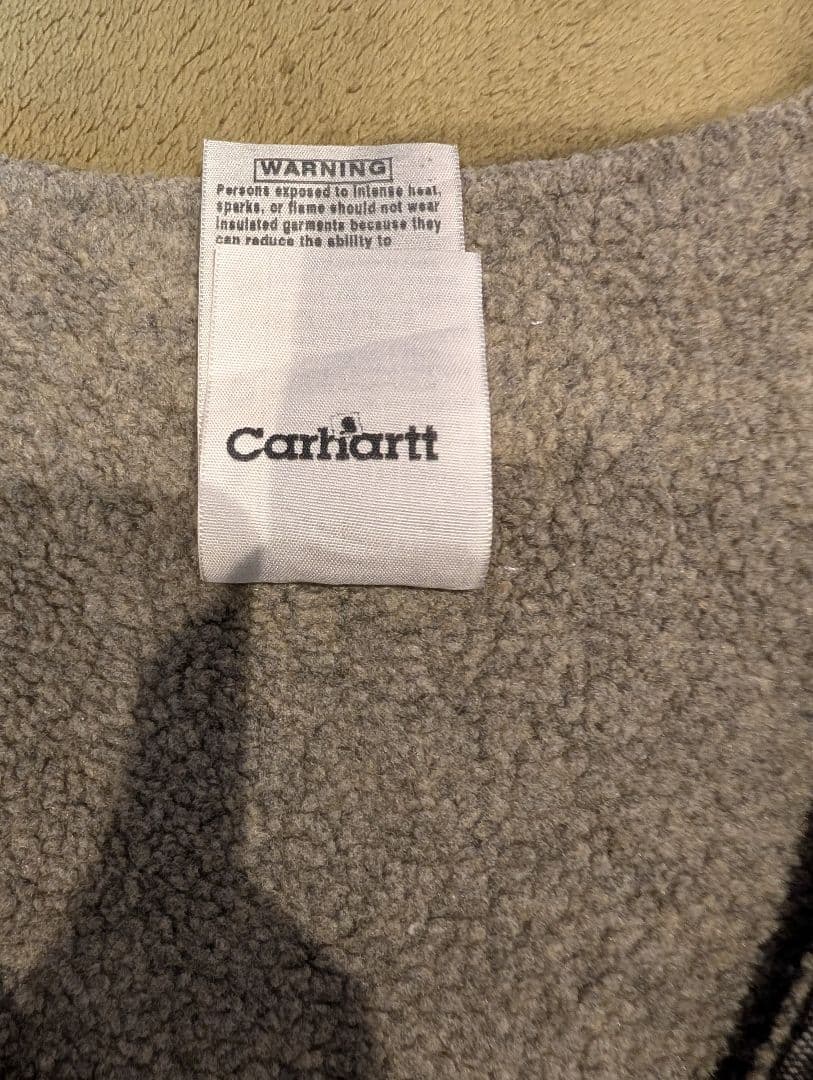 WARNING
Persons exposed to intense heat,
sparks, or flame should not wear
insulated garments because they
can reduce the ability to
Carhartt